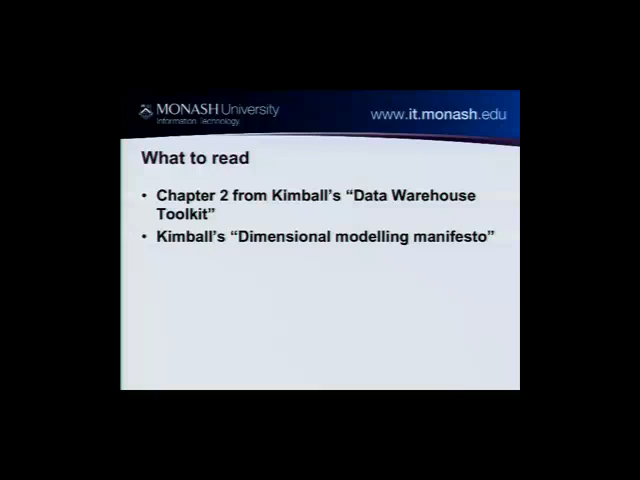 MONASH University
Information Technology
www.it.monash.edu
What to read
• Chapter 2 from Kimball's "Data Warehouse
Toolkit"
• Kimball's "Dimensional modelling manifesto"